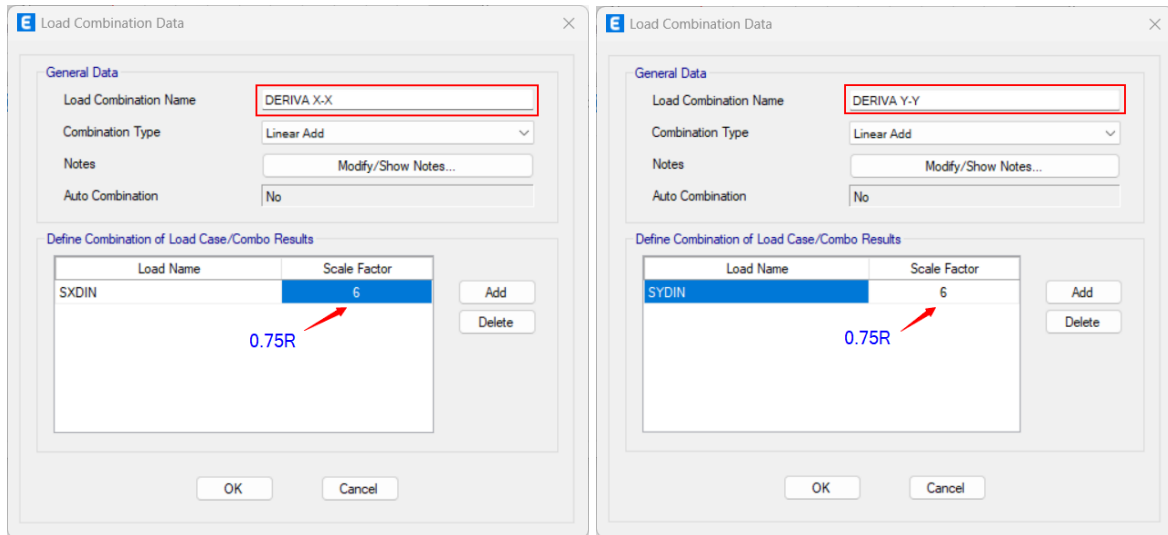 Load Combination Data
General Data
Load Combination Name DERIVA X-X
Combination Type Linear Add
Notes Modify/Show Notes...
Auto Combination No
Define Combination of Load Case/Combo Results
Load Name Scale Factor
SXDIN 6
Add
Delete
0.75R
OK Cancel
Load Combination Data
General Data
Load Combination Name DERIVA Y-Y
Combination Type Linear Add
Notes Modify/Show Notes...
Auto Combination No
Define Combination of Load Case/Combo Results
Load Name Scale Factor
SYDIN 6
Add
Delete
0.75R
OK Cancel